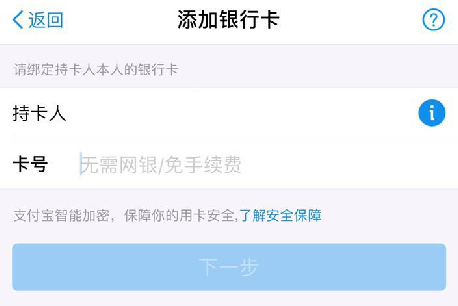 返回 添加银行卡 ?
请绑定持卡人本人的银行卡
持卡人 i
卡号 无需网银/免手续费
支付宝智能加密，保障你的用卡安全,了解安全保障
下一步